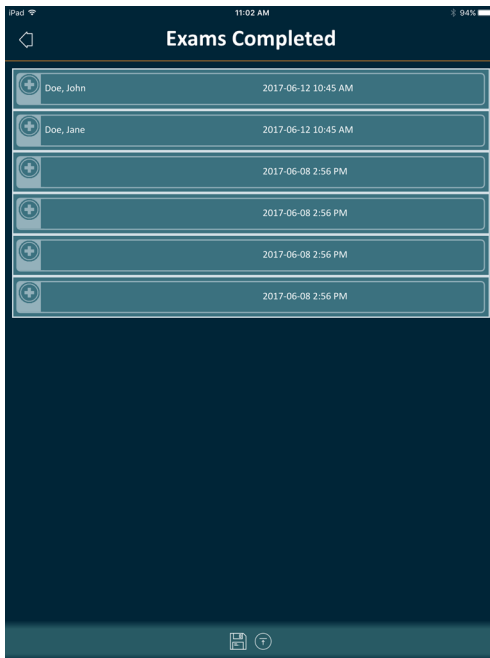 iPad 11:02 AM 94%
Exams Completed
Doe, John 2017-06-12 10:45 AM
Doe, Jane 2017-06-12 10:45 AM
2017-06-08 2:56 PM
2017-06-08 2:56 PM
2017-06-08 2:56 PM
2017-06-08 2:56 PM